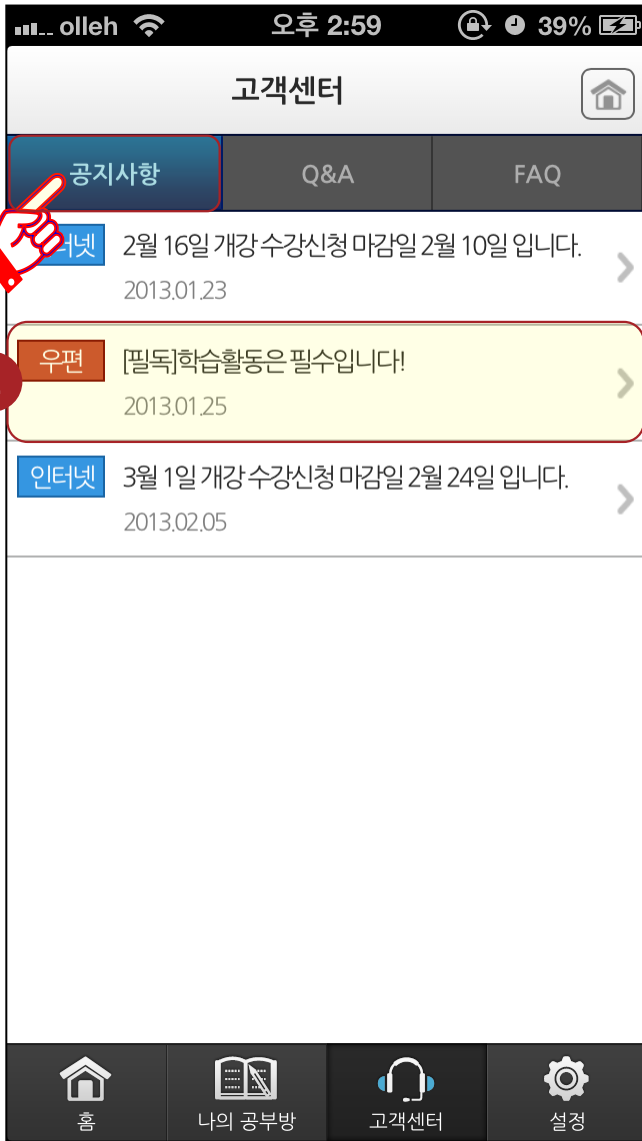 olleh 오후 2:59 39%
고객센터
공지사항 Q&A FAQ
2월 16일 개강 수강신청 마감일 2월 10일 입니다.
2013.01.23
우편 [필독]학습활동은 필수입니다!
2013.01.25
인터넷 3월 1일 개강 수강신청 마감일 2월 24일 입니다.
2013.02.05
홈 나의 공부방 고객센터 설정